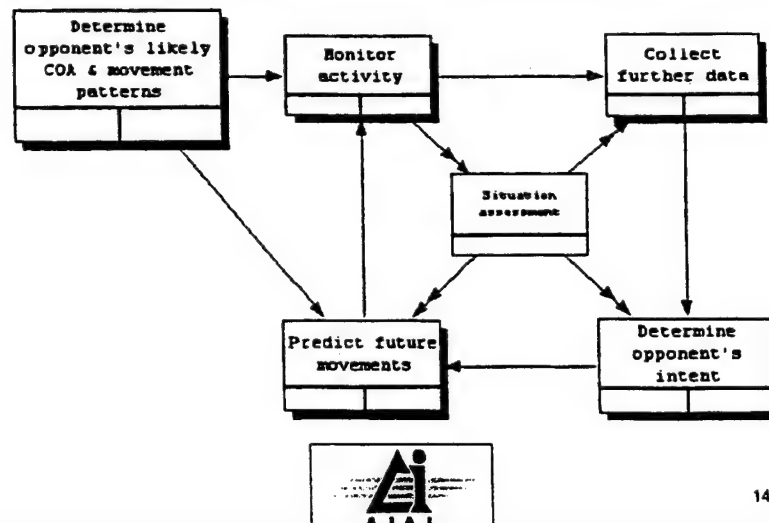 Determine
opponent's likely
COA & movement
patterns
Monitor
activity
Collect
further data
Situation
assessment
Predict future
movements
Determine
opponent's
intent
Ai
A I A I
14